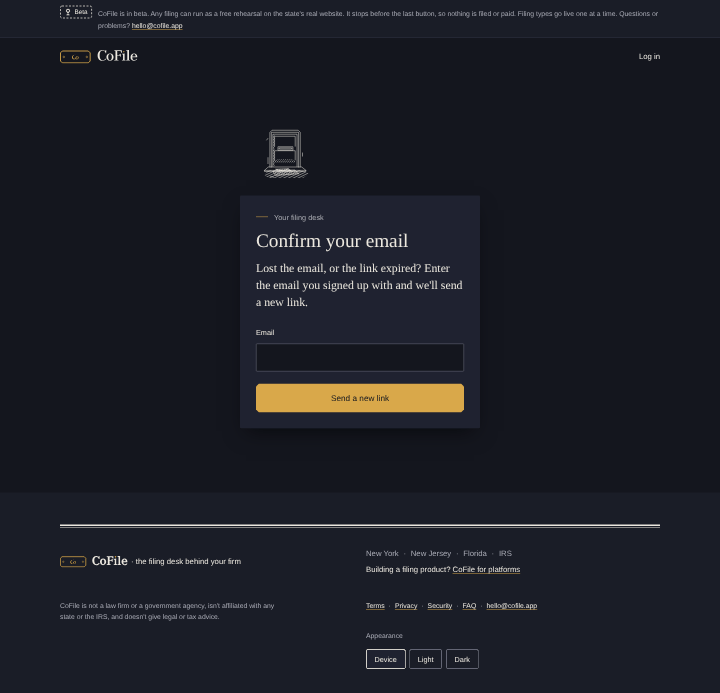 Beta
CoFile is in beta. Any filing can run as a free rehearsal on the state's real website. It stops before the last button, so nothing is filed or paid. Filing types go live one at a time. Questions or
problems? hello@cofile.app
Co CoFile
Log in
Your filing desk
Confirm your email
Lost the email, or the link expired? Enter
the email you signed up with and we'll send
a new link.
Email
Send a new link
Co CoFile · the filing desk behind your firm
New York · New Jersey · Florida · IRS
Building a filing product? CoFile for platforms
CoFile is not a law firm or a government agency, isn't affiliated with any
state or the IRS, and doesn't give legal or tax advice.
Terms · Privacy · Security · FAQ · hello@cofile.app
Appearance
Device Light Dark